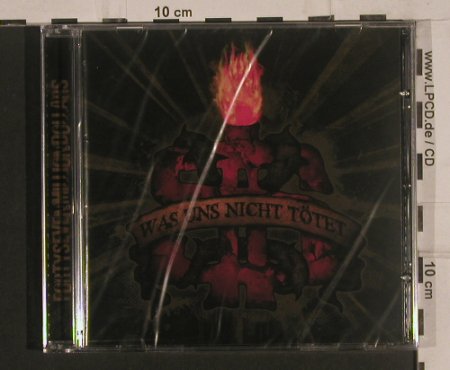 10 cm
WAS UNS NICHT TÖTET
www.LPCD.de / CD
10 cm